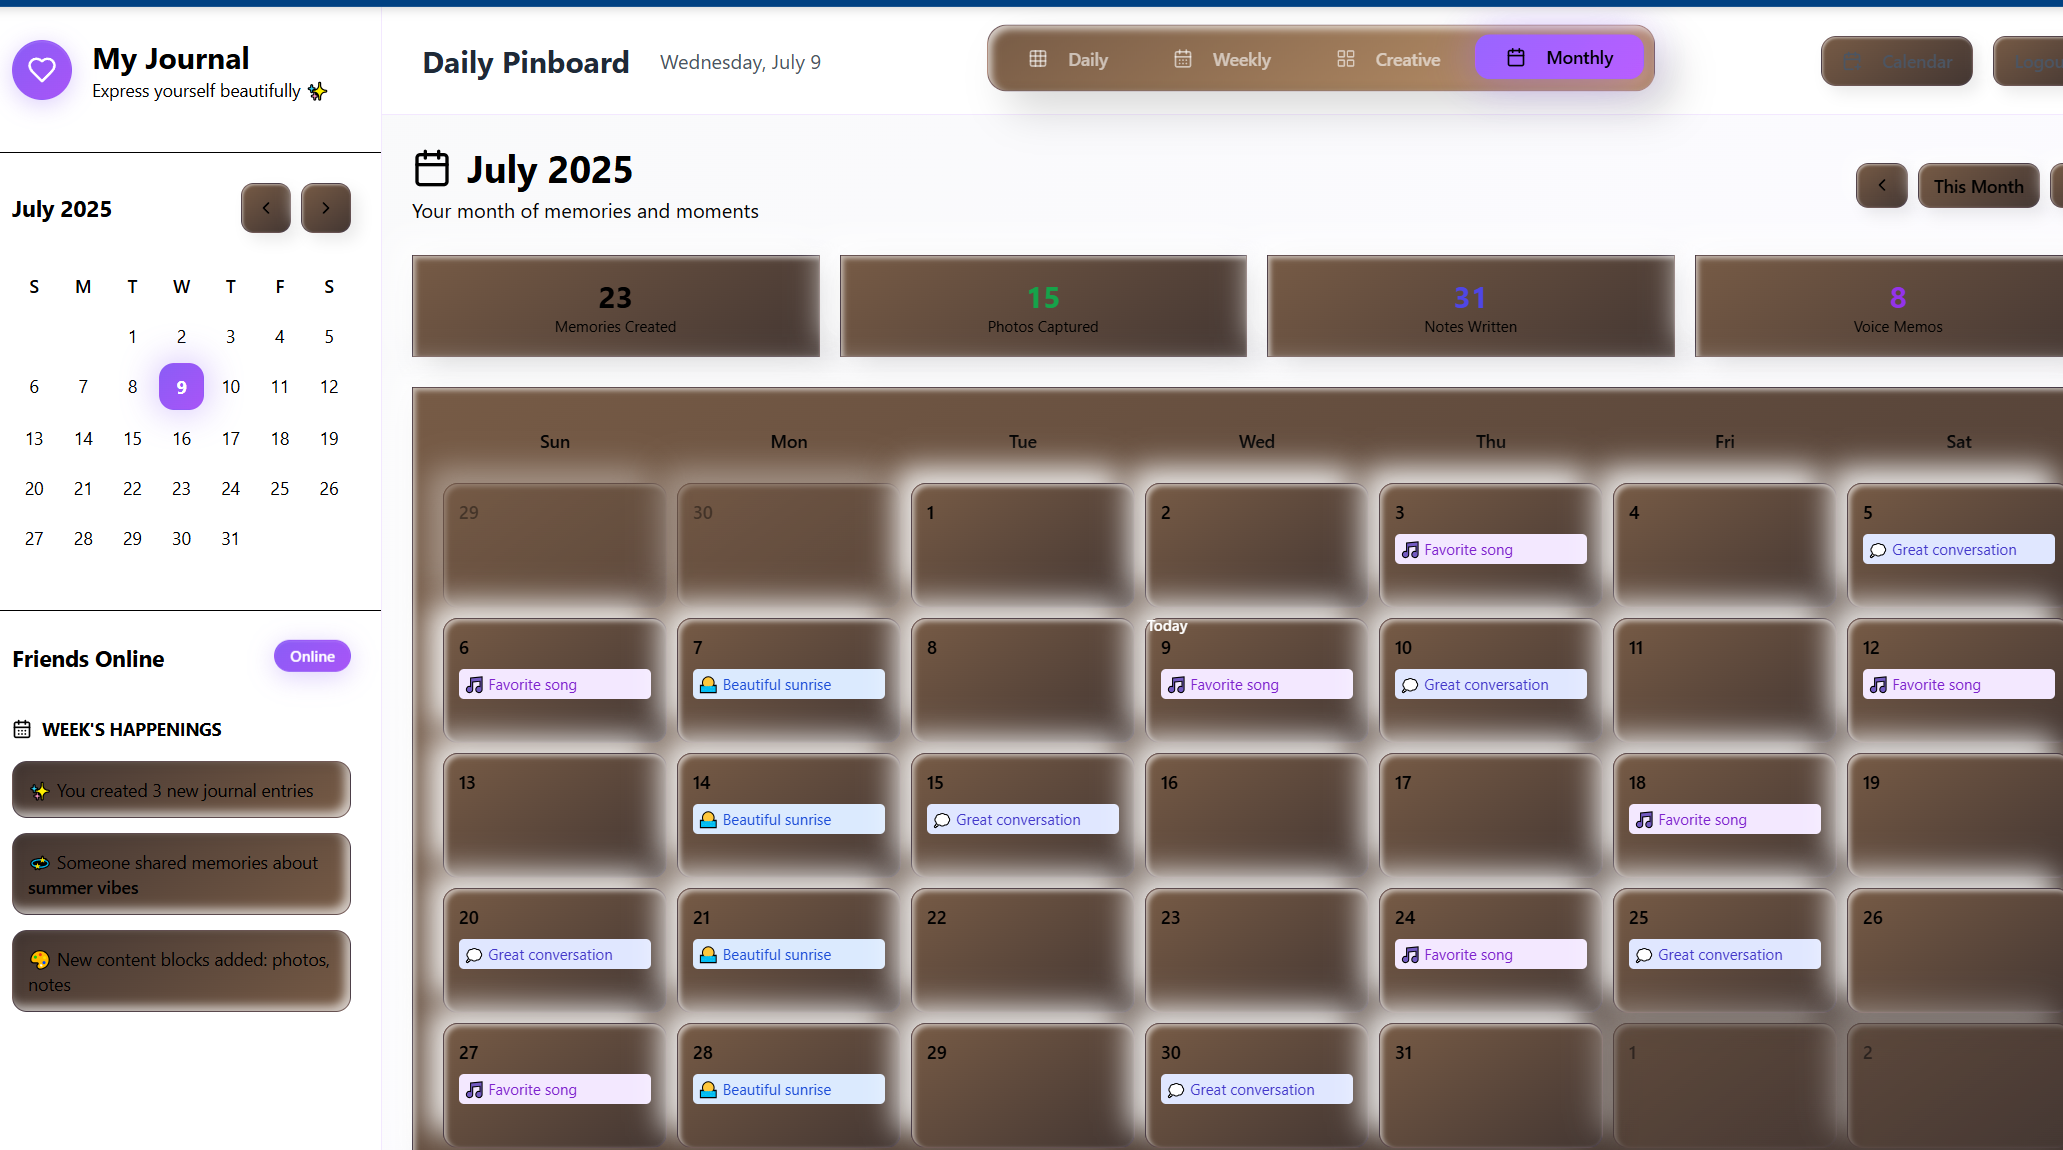 My Journal
Express yourself beautifully ✨
Daily Pinboard
Wednesday, July 9
Daily
Weekly
Creative
Monthly
Calendar
July 2025
S M T W T F S
1 2 3 4 5
6 7 8 9 10 11 12
13 14 15 16 17 18 19
20 21 22 23 24 25 26
27 28 29 30 31
Friends Online
Online
WEEK'S HAPPENINGS
✨ You created 3 new journal entries
Someone shared memories about
summer vibes
🎨 New content blocks added: photos,
notes
July 2025
Your month of memories and moments
This Month
23
Memories Created
15
Photos Captured
31
Notes Written
8
Voice Memos
Sun Mon Tue Wed Thu Fri Sat
29 30 1 2 3 4 5
🎵 Favorite song
💭 Great conversation
Today
6 7 8 9 10 11 12
🎵 Favorite song
🌅 Beautiful sunrise
🎵 Favorite song
💭 Great conversation
🎵 Favorite song
13 14 15 16 17 18 19
🌅 Beautiful sunrise
💭 Great conversation
🎵 Favorite song
20 21 22 23 24 25 26
💭 Great conversation
🌅 Beautiful sunrise
🎵 Favorite song
💭 Great conversation
27 28 29 30 31 1 2
🎵 Favorite song
🌅 Beautiful sunrise
💭 Great conversation